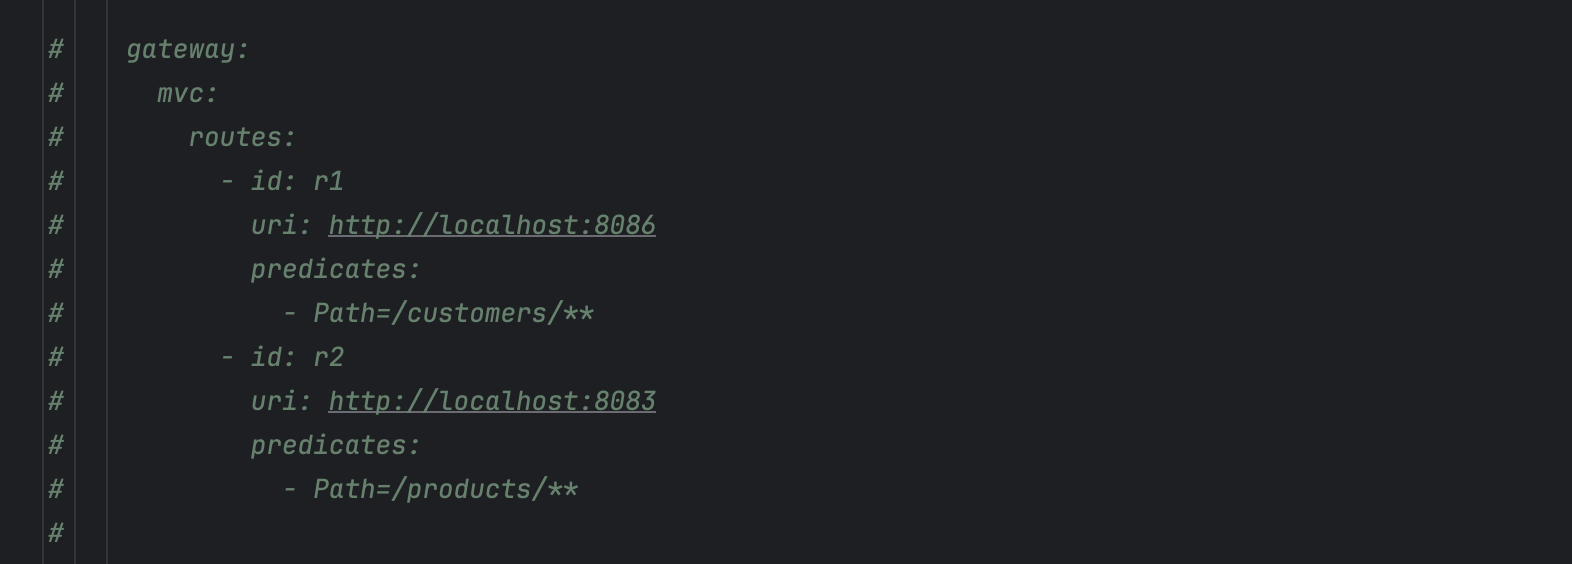 #    gateway:
#      mvc:
#        routes:
#          - id: r1
#            uri: http://localhost:8086
#            predicates:
#              - Path=/customers/**
#          - id: r2
#            uri: http://localhost:8083
#            predicates:
#              - Path=/products/**
#